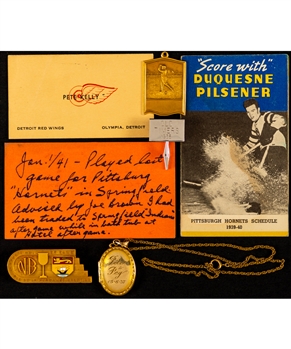 PETE KELLY
DETROIT RED WINGS
OLYMPIA, DETROIT
"Score with"
DUQUESNE
PILSENER
PITTSBURGH HORNETS SCHEDULE
1939-40
Jan. 1/41 - Played last
game for Pittsburg
"Hornets" in Springfield.
Advised by Joe Brown I had
been traded to Springfield Indians
after game while in bath tub at
Hotel after game.
NB